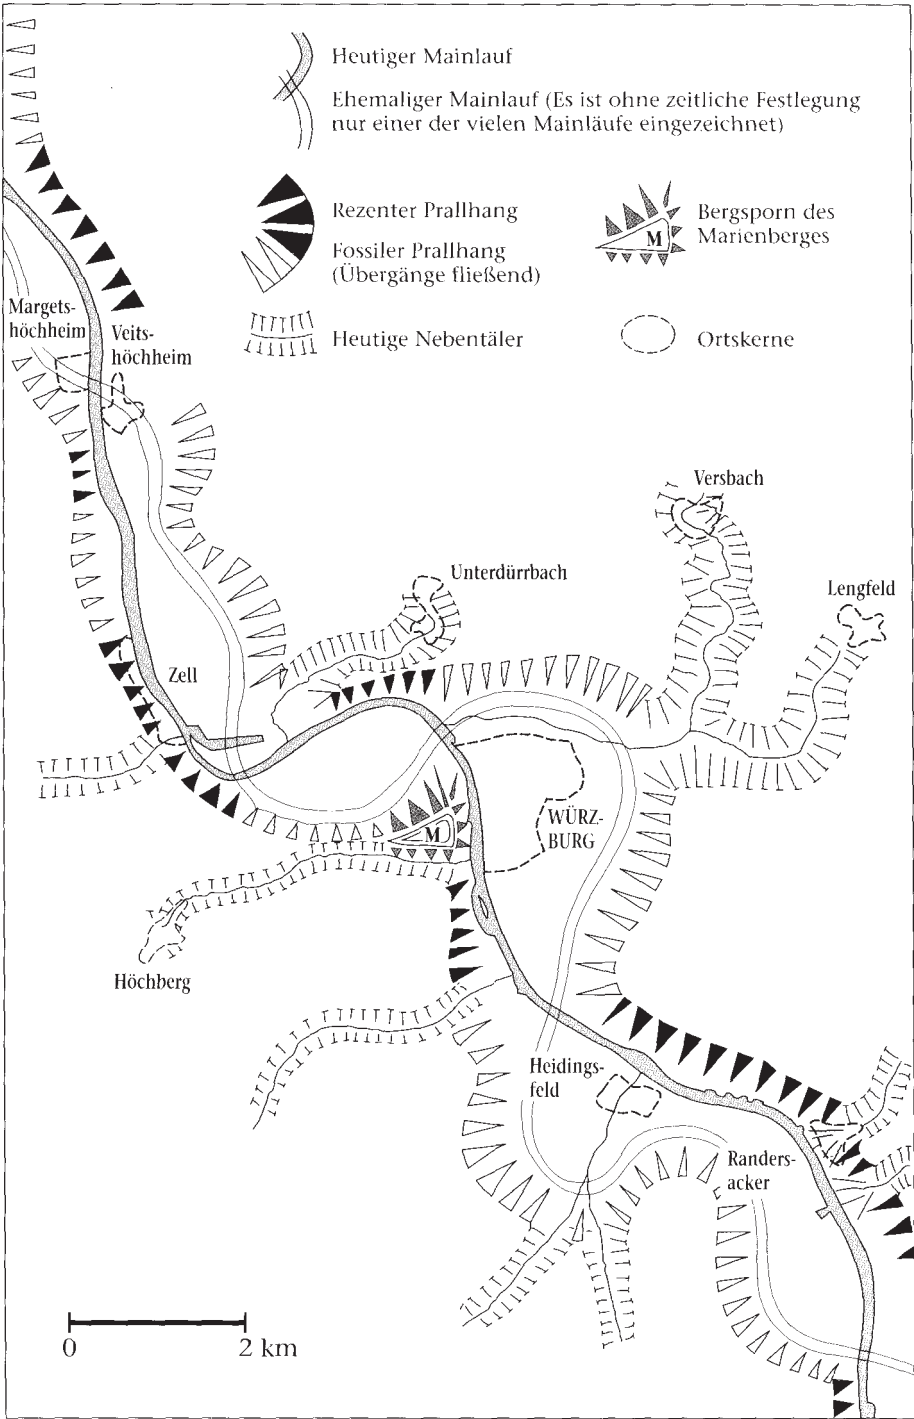 Heutiger Mainlauf
Ehemaliger Mainlauf (Es ist ohne zeitliche Festlegung
nur einer der vielen Mainläufe eingezeichnet)
Rezenter Prallhang
Fossiler Prallhang
(Übergänge fließend)
M
Bergsporn des
Marienberges
Heutige Nebentäler
Ortskerne
Margets-
höchheim
Veits-
höchheim
Versbach
Unterdürrbach
Lengfeld
Zell
M
WÜRZ-
BURG
Höchberg
Heidings-
feld
Randers-
acker
0
2 km